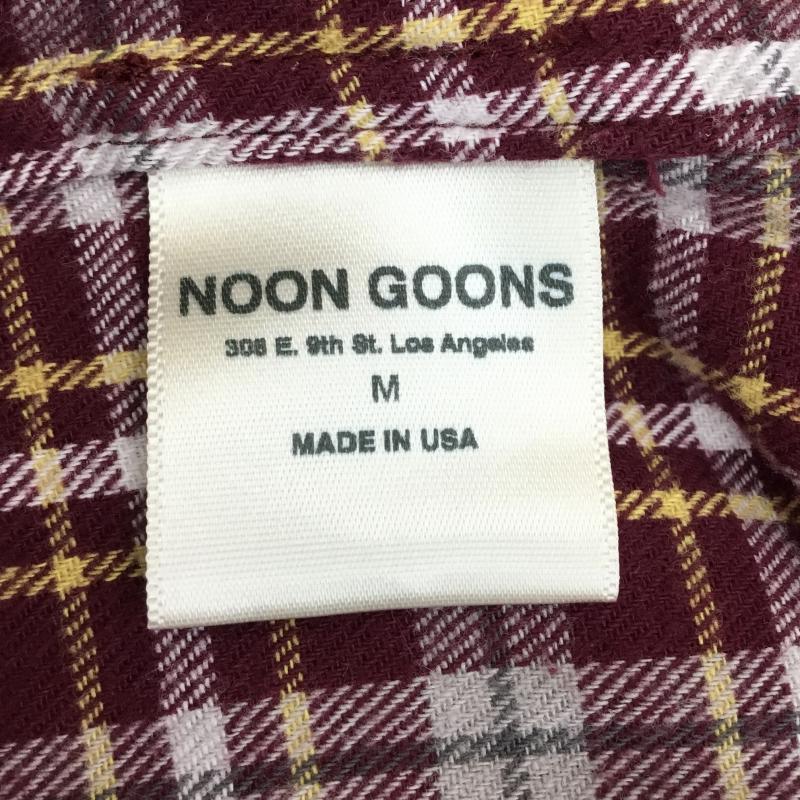 NOON GOONS
308 E. 9th St. Los Angeles
M
MADE IN USA